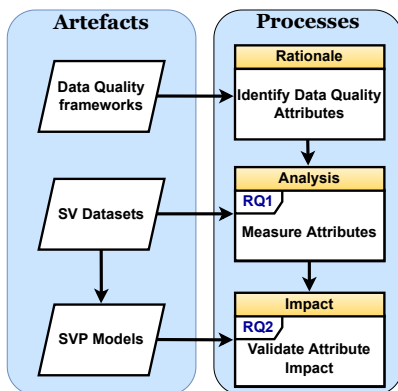 Artefacts
Processes
Data Quality
frameworks
Rationale
Identify Data Quality
Attributes
SV Datasets
Analysis
RQ1
Measure Attributes
SVP Models
Impact
RQ2
Validate Attribute
Impact